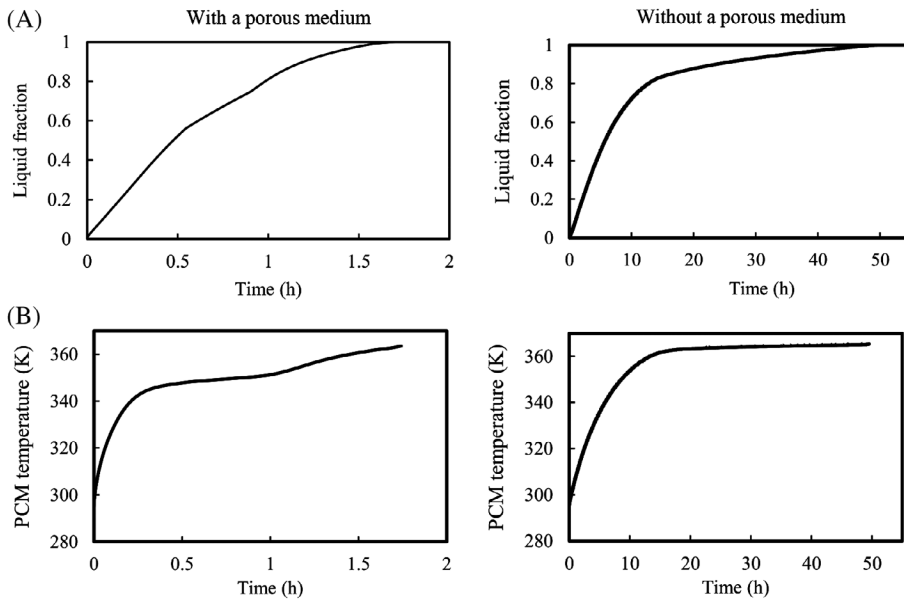 (A)
With a porous medium
Without a porous medium
Liquid fraction
1
0.8
0.6
0.4
0.2
0
0 0.5 1 1.5 2
Time (h)
Liquid fraction
1
0.8
0.6
0.4
0.2
0
0 10 20 30 40 50
Time (h)
(B)
PCM temperature (K)
360
340
320
300
280
0 0.5 1 1.5 2
Time (h)
PCM temperature (K)
360
340
320
300
280
0 10 20 30 40 50
Time (h)